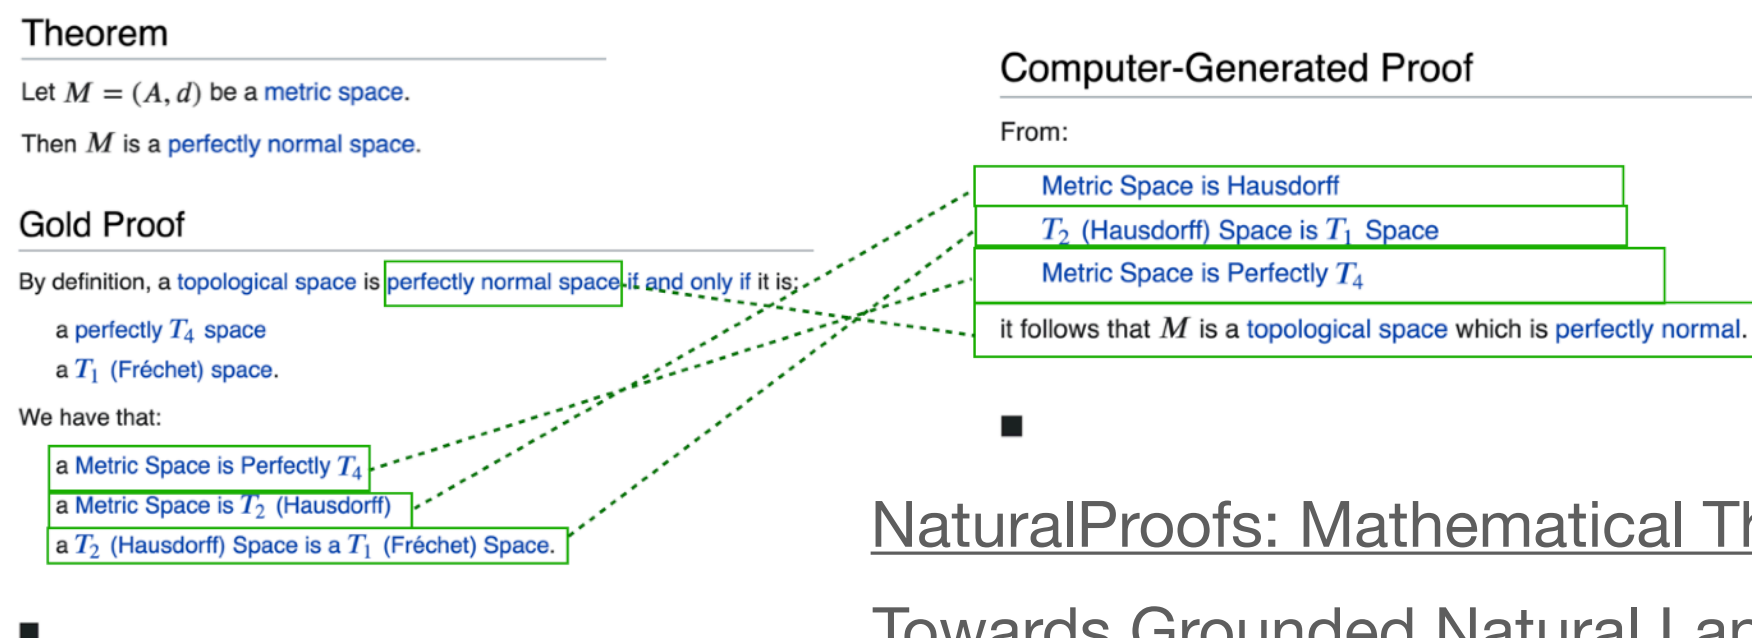 Theorem
Let M = (A, d) be a metric space.
Then M is a perfectly normal space.
Gold Proof
By definition, a topological space is perfectly normal space if and only if it is:
a perfectly T₄ space
a T₁ (Fréchet) space.
We have that:
a Metric Space is Perfectly T₄
a Metric Space is T₂ (Hausdorff)
a T₂ (Hausdorff) Space is a T₁ (Fréchet) Space.
■
Computer-Generated Proof
From:
Metric Space is Hausdorff
T₂ (Hausdorff) Space is T₁ Space
Metric Space is Perfectly T₄
it follows that M is a topological space which is perfectly normal.
■
NaturalProofs: Mathematical
Towards Grounded Natural